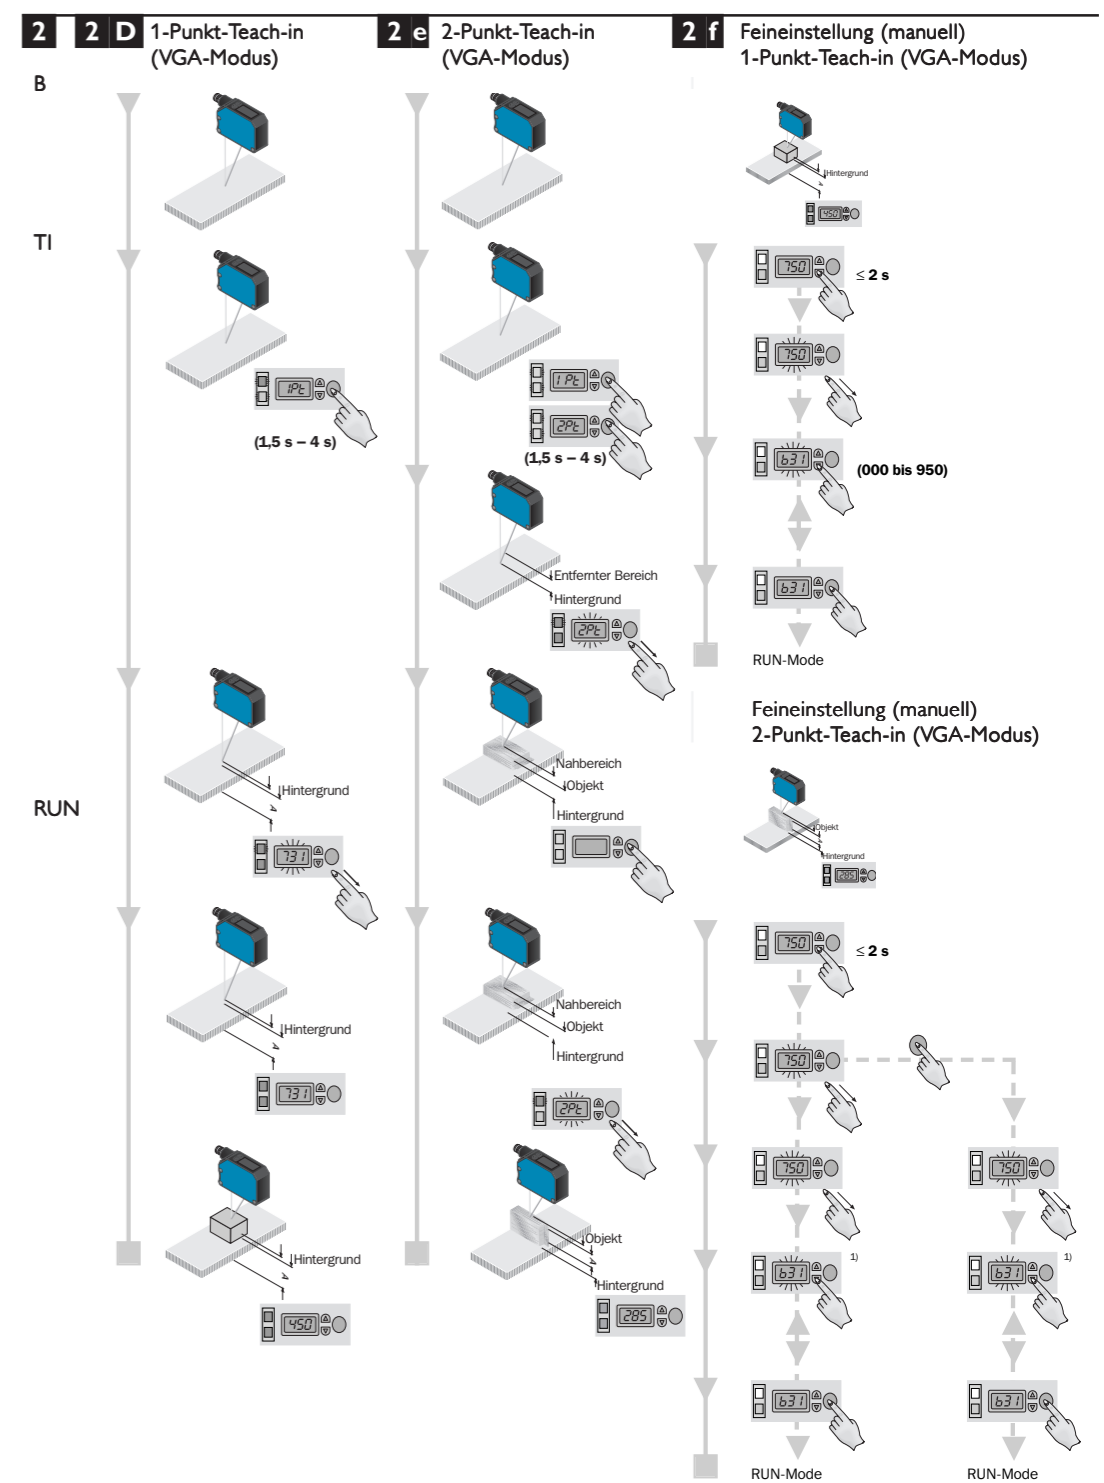 2
2 D
1-Punkt-Teach-in
(VGA-Modus)
B
TI
1Pt
(1,5 s – 4 s)
RUN
Hintergrund
731
Hintergrund
731
Hintergrund
450
2 e
2-Punkt-Teach-in
(VGA-Modus)
1Pt
2Pt
(1,5 s – 4 s)
Entfernter Bereich
Hintergrund
2Pt
Nahbereich
Objekt
Hintergrund
Nahbereich
Objekt
Hintergrund
2Pt
Objekt
Hintergrund
285
2 f
Feineinstellung (manuell)
1-Punkt-Teach-in (VGA-Modus)
Hintergrund
450
750
≤ 2 s
750
631
(000 bis 950)
631
RUN-Mode
Feineinstellung (manuell)
2-Punkt-Teach-in (VGA-Modus)
Objekt
Hintergrund
285
750
≤ 2 s
750
750
750
631
1)
631
1)
631
631
RUN-Mode
RUN-Mode